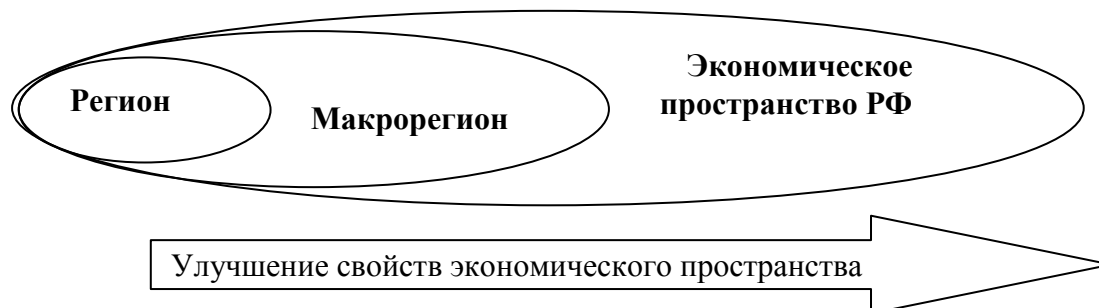 Регион
Макрорегион
Экономическое
пространство РФ
Улучшение свойств экономического пространства